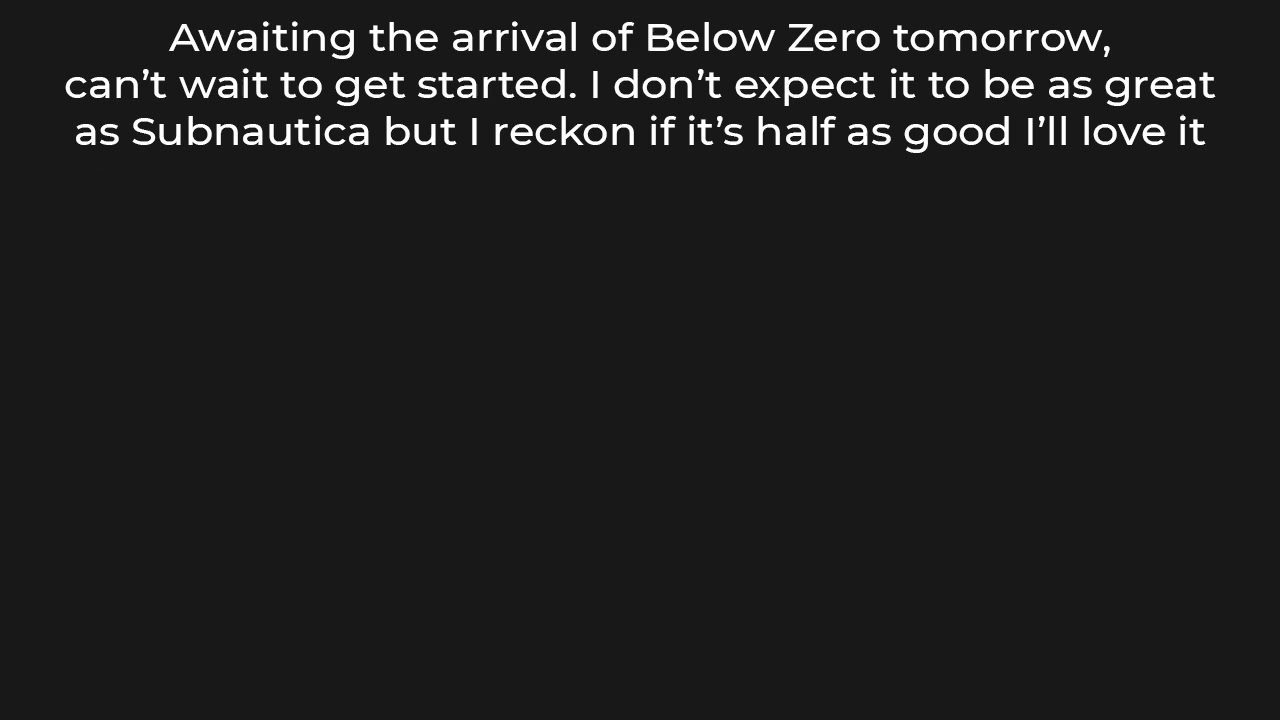 Awaiting the arrival of Below Zero tomorrow,
can’t wait to get started. I don’t expect it to be as great
as Subnautica but I reckon if it’s half as good I’ll love it